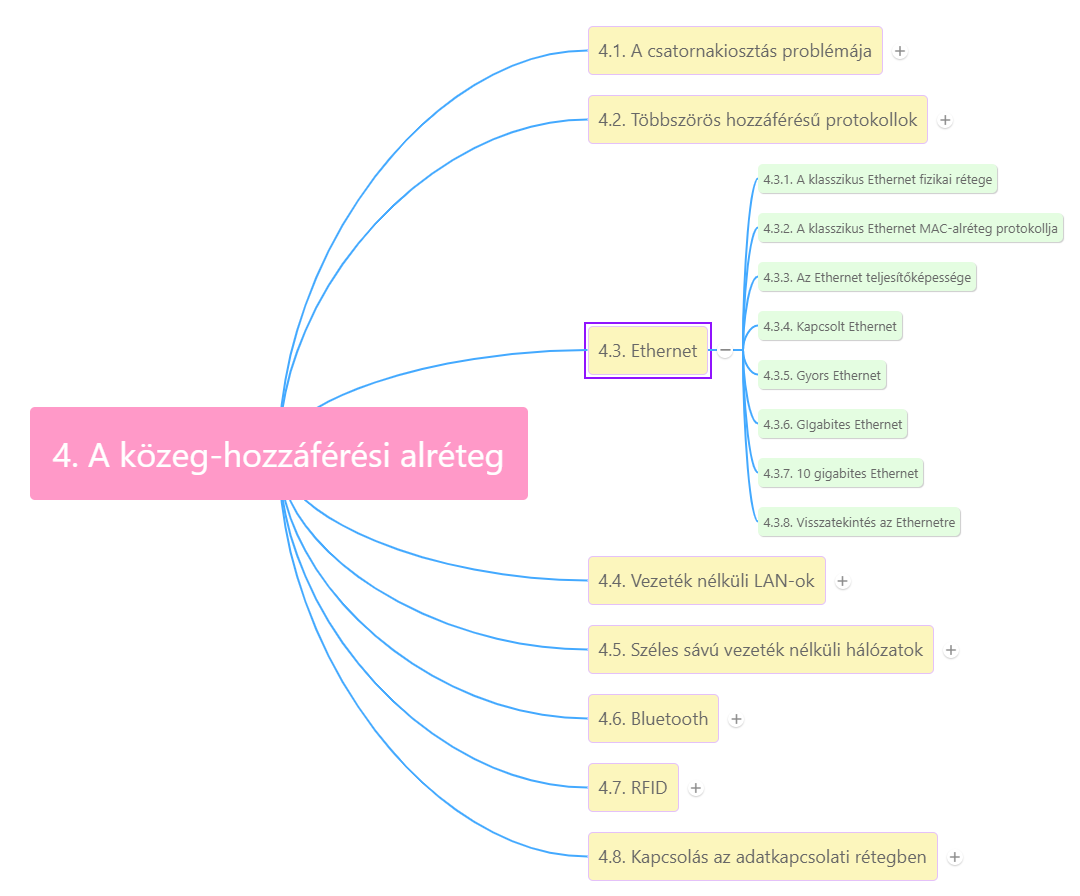 4. A közeg-hozzáférési alréteg
4.1. A csatornakiosztás problémája
4.2. Többszörös hozzáférésű protokollok
4.3. Ethernet
4.3.1. A klasszikus Ethernet fizikai rétege
4.3.2. A klasszikus Ethernet MAC-alréteg protokollja
4.3.3. Az Ethernet teljesítőképessége
4.3.4. Kapcsolt Ethernet
4.3.5. Gyors Ethernet
4.3.6. Gigabites Ethernet
4.3.7. 10 gigabites Ethernet
4.3.8. Visszatekintés az Ethernetre
4.4. Vezeték nélküli LAN-ok
4.5. Széles sávú vezeték nélküli hálózatok
4.6. Bluetooth
4.7. RFID
4.8. Kapcsolás az adatkapcsolati rétegben